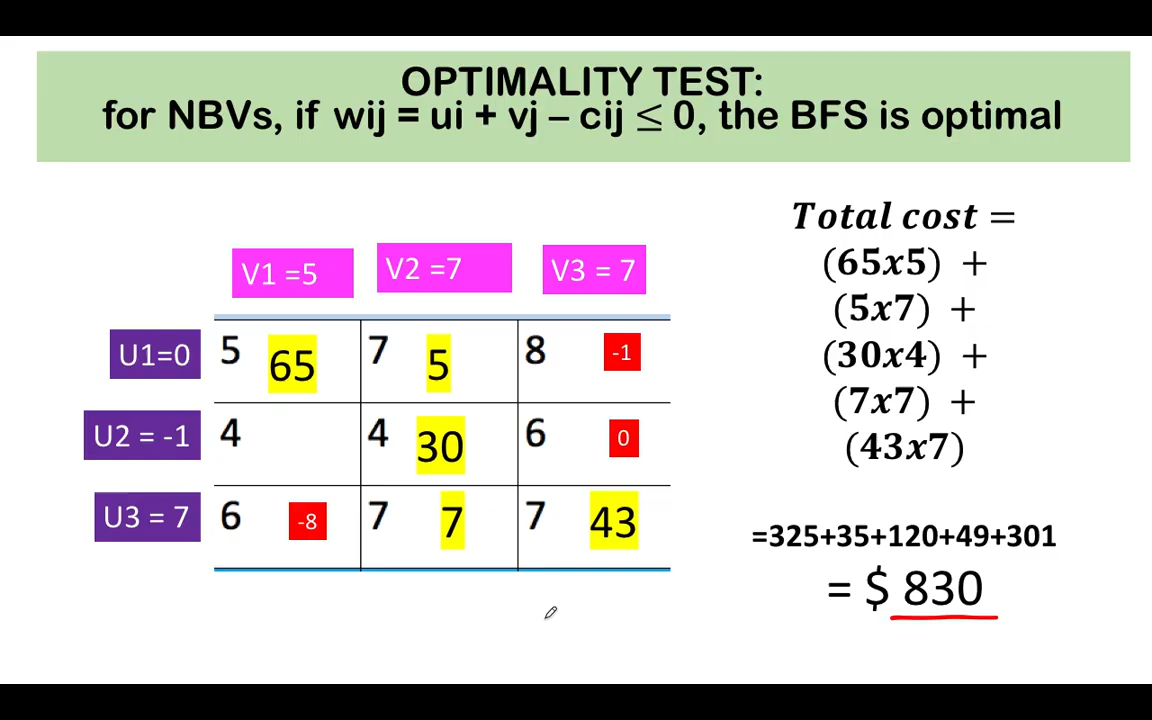 OPTIMALITY TEST:
for NBVs, if wij = ui + vj – cij ≤ 0, the BFS is optimal
Total cost =
(65x5) +
(5x7) +
(30x4) +
(7x7) +
(43x7)
=325+35+120+49+301
= $ 830
V1 =5 V2 =7 V3 = 7
U1=0 5 65 7 5 8 -1
U2 = -1 4 4 30 6 0
U3 = 7 6 -8 7 7 7 43